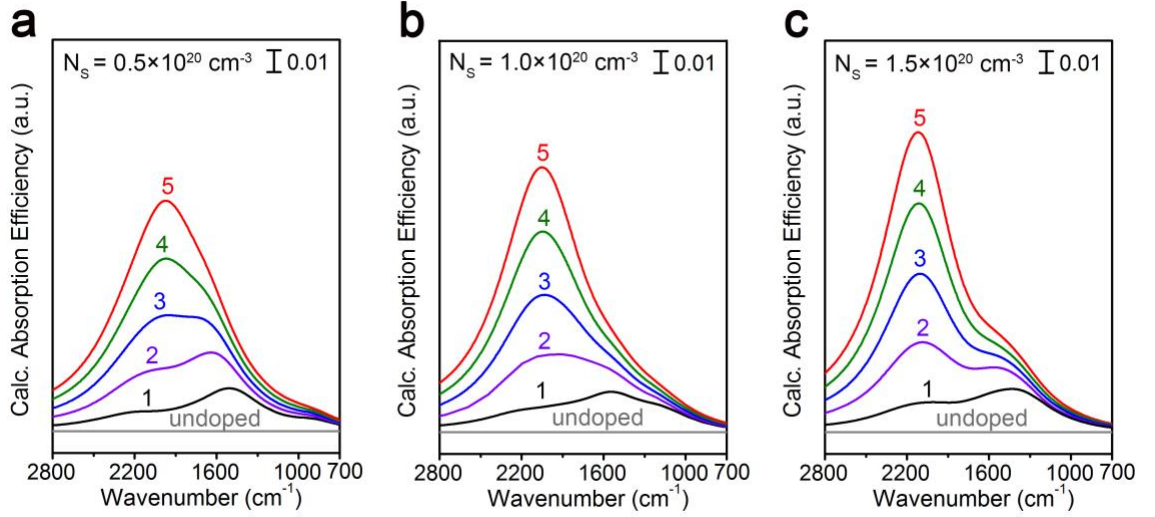 a
N_S = 0.5×10^20 cm^-3 0.01
Calc. Absorption Efficiency (a.u.)
5
4
3
2
1
undoped
2800 2200 1600 1000 700
Wavenumber (cm^-1)
b
N_S = 1.0×10^20 cm^-3 0.01
Calc. Absorption Efficiency (a.u.)
5
4
3
2
1
undoped
2800 2200 1600 1000 700
Wavenumber (cm^-1)
c
N_S = 1.5×10^20 cm^-3 0.01
Calc. Absorption Efficiency (a.u.)
5
4
3
2
1
undoped
2800 2200 1600 1000 700
Wavenumber (cm^-1)